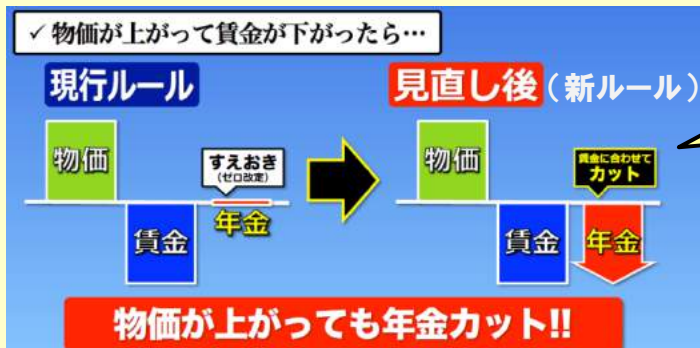 ✓ 物価が上がって賃金が下がったら…
現行ルール
見直し後(新ルール)
物価
すえおき
(ゼロ改定)
年金
賃金
物価
賃金に合わせて
カット
賃金
年金
物価が上がっても年金カット!!